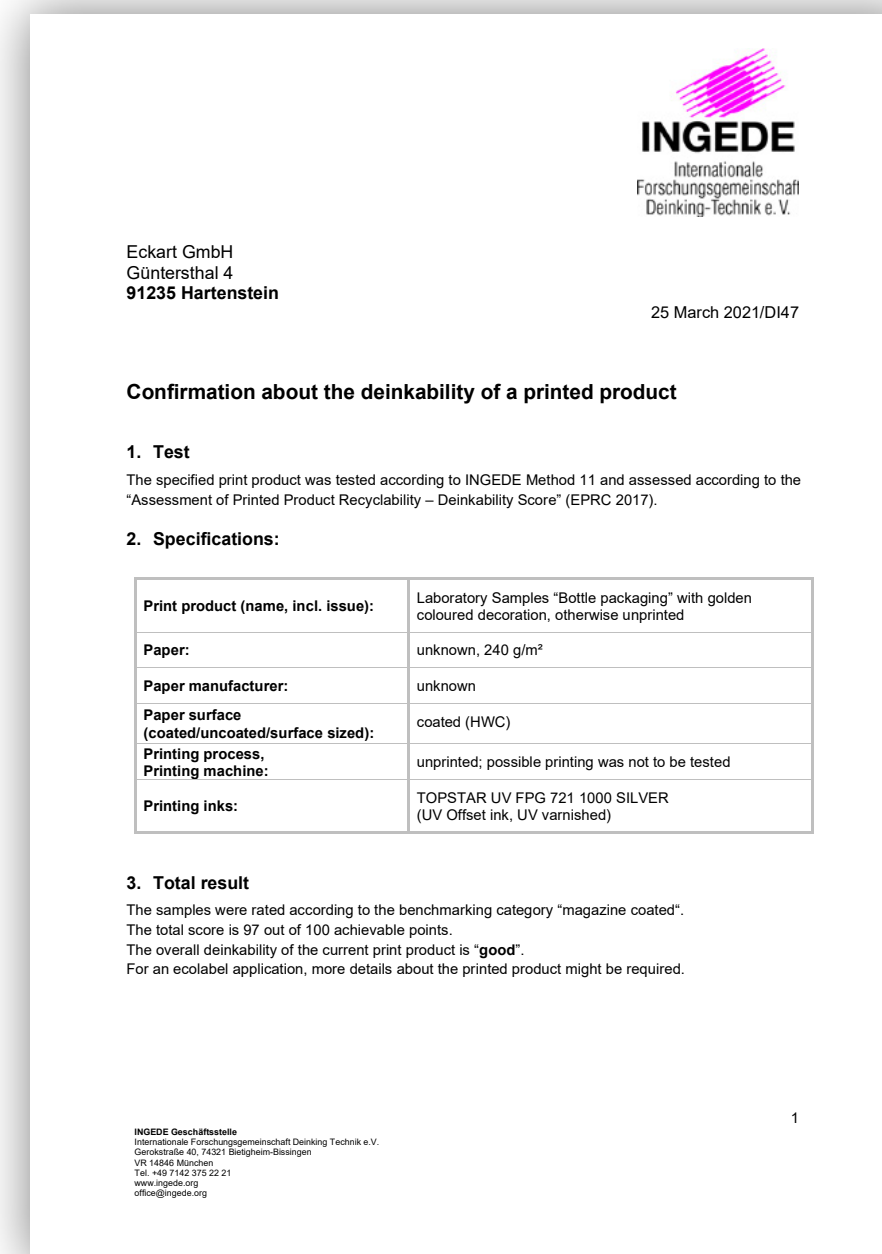 INGEDE
Internationale
Forschungsgemeinschaft
Deinking-Technik e. V.
Eckart GmbH
Güntersthal 4
91235 Hartenstein
25 March 2021/DI47
Confirmation about the deinkability of a printed product
1. Test
The specified print product was tested according to INGEDE Method 11 and assessed according to the
“Assessment of Printed Product Recyclability – Deinkability Score” (EPRC 2017).
2. Specifications:
Print product (name, incl. issue):
Laboratory Samples “Bottle packaging” with golden
coloured decoration, otherwise unprinted
Paper:
unknown, 240 g/m²
Paper manufacturer:
unknown
Paper surface
(coated/uncoated/surface sized):
coated (HWC)
Printing process,
Printing machine:
unprinted; possible printing was not to be tested
Printing inks:
TOPSTAR UV FPG 721 1000 SILVER
(UV Offset ink, UV varnished)
3. Total result
The samples were rated according to the benchmarking category “magazine coated“.
The total score is 97 out of 100 achievable points.
The overall deinkability of the current print product is “good”.
For an ecolabel application, more details about the printed product might be required.
1
INGEDE Geschäftsstelle
Internationale Forschungsgemeinschaft Deinking Technik e.V.
Gerokstraße 40, 74321 Bietigheim-Bissingen
VR 14846 München
Tel. +49 7142 375 22 21
www.ingede.org
office@ingede.org